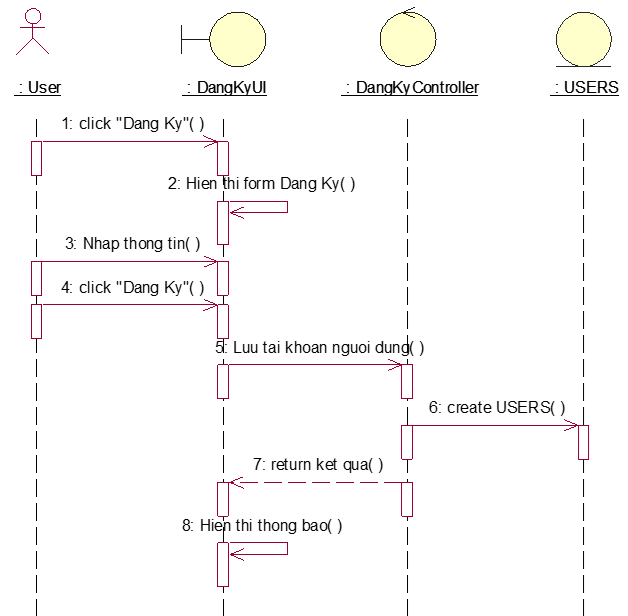 : User
: DangKyUI
: DangKyController
: USERS
1: click "Dang Ky"( )
2: Hien thi form Dang Ky( )
3: Nhap thong tin( )
4: click "Dang Ky"( )
5: Luu tai khoan nguoi dung( )
6: create USERS( )
7: return ket qua( )
8: Hien thi thong bao( )